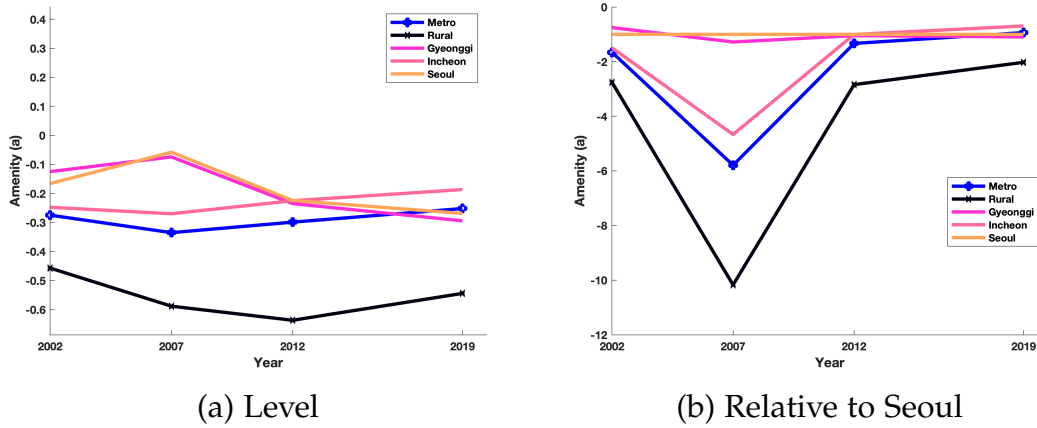 0.4
0.3
0.2
0.1
0
-0.1
-0.2
-0.3
-0.4
-0.5
-0.6
Amenity (a)
2002 2007 2012 2019
Year
Metro
Rural
Gyeonggi
Incheon
Seoul
(a) Level
0
-2
-4
-6
-8
-10
-12
Amenity (a)
2002 2007 2012 2019
Year
Metro
Rural
Gyeonggi
Incheon
Seoul
(b) Relative to Seoul